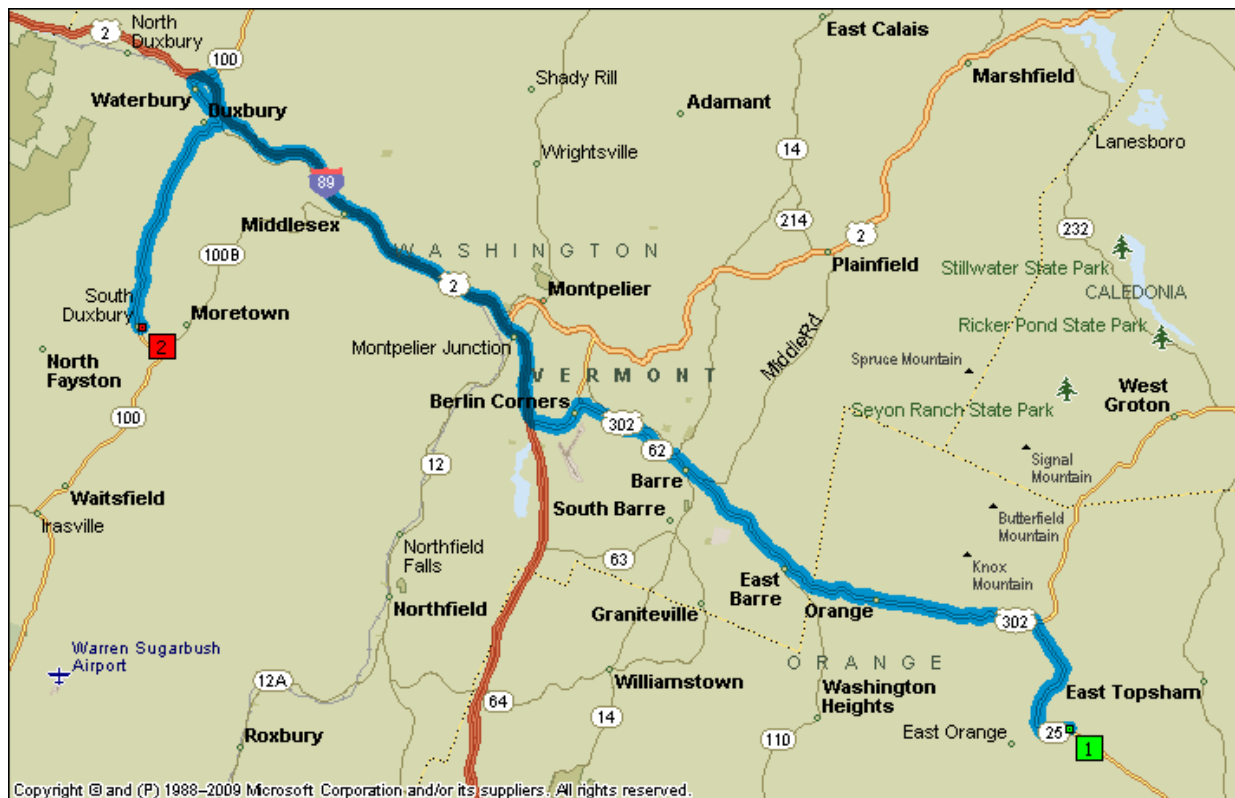 North
Duxbury
2
100
East Calais
Marshfield
Waterbury
Duxbury
Shady Rill
Adamant
Lanesboro
Wrightsville
14
89
Middlesex
214
2
232
WASHINGTON
Plainfield
Stillwater State Park
100B
2
CALEDONIA
South
Duxbury
Moretown
Montpelier
Ricker Pond State Park
2
Montpelier Junction
MiddleRd
Spruce Mountain
North
Fayston
VERMONT
West
Groton
Berlin Corners
Seyon Ranch State Park
100
302
62
12
Signal
Mountain
Barre
Waitsfield
South Barre
Butterfield
Mountain
Irasville
Northfield
Falls
63
Knox
Mountain
East
Barre
Orange
Northfield
Graniteville
302
Warren Sugarbush
Airport
ORANGE
12A
Williamstown
Washington
Heights
East Topsham
64
14
Roxbury
110
East Orange
25
1
Copyright © and (P) 1988–2009 Microsoft Corporation and/or its suppliers. All rights reserved.